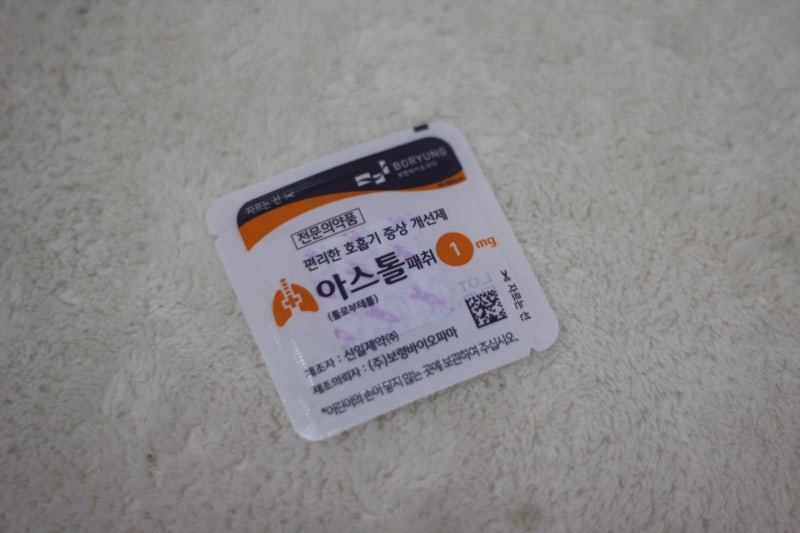 자르는 선
BORYUNG
보령바이오파마
전문의약품
편리한 호흡기 증상 개선제
아스톨패취 1 mg
(툴로부테롤)
LOT.
자르는 선
제조자 : 신일제약(주)
제조의뢰자 : (주)보령바이오파마
*어린이의 손이 닿지 않는 곳에 보관하여 주십시오.